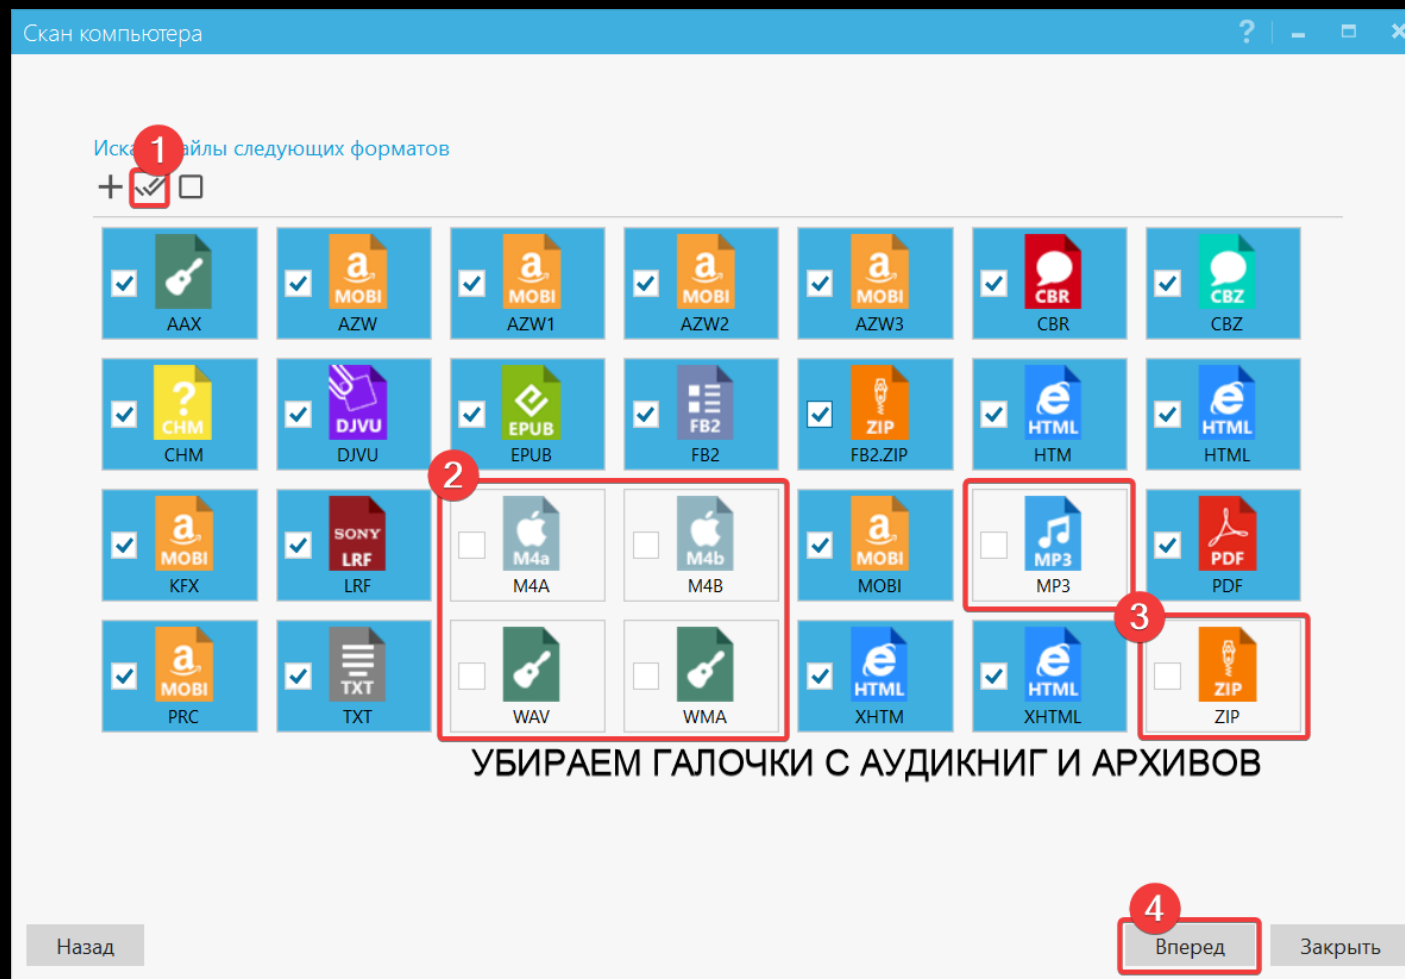 Скан компьютера
?
1
Иска айлы следующих форматов
MOBI MOBI MOBI MOBI CBR CBZ
AAX AZW AZW1 AZW2 AZW3 CBR CBZ
CHM DJVU EPUB FB2 ZIP HTML HTML
CHM DJVU EPUB FB2 FB2.ZIP HTM HTML
2
MOBI SONY LRF M4a M4b MOBI MP3 PDF
KFX LRF M4A M4B MOBI MP3 PDF
3
MOBI TXT HTML HTML ZIP
PRC TXT WAV WMA XHTM XHTML ZIP
УБИРАЕМ ГАЛОЧКИ С АУДИКНИГ И АРХИВОВ
4
Назад Вперед Закрыть